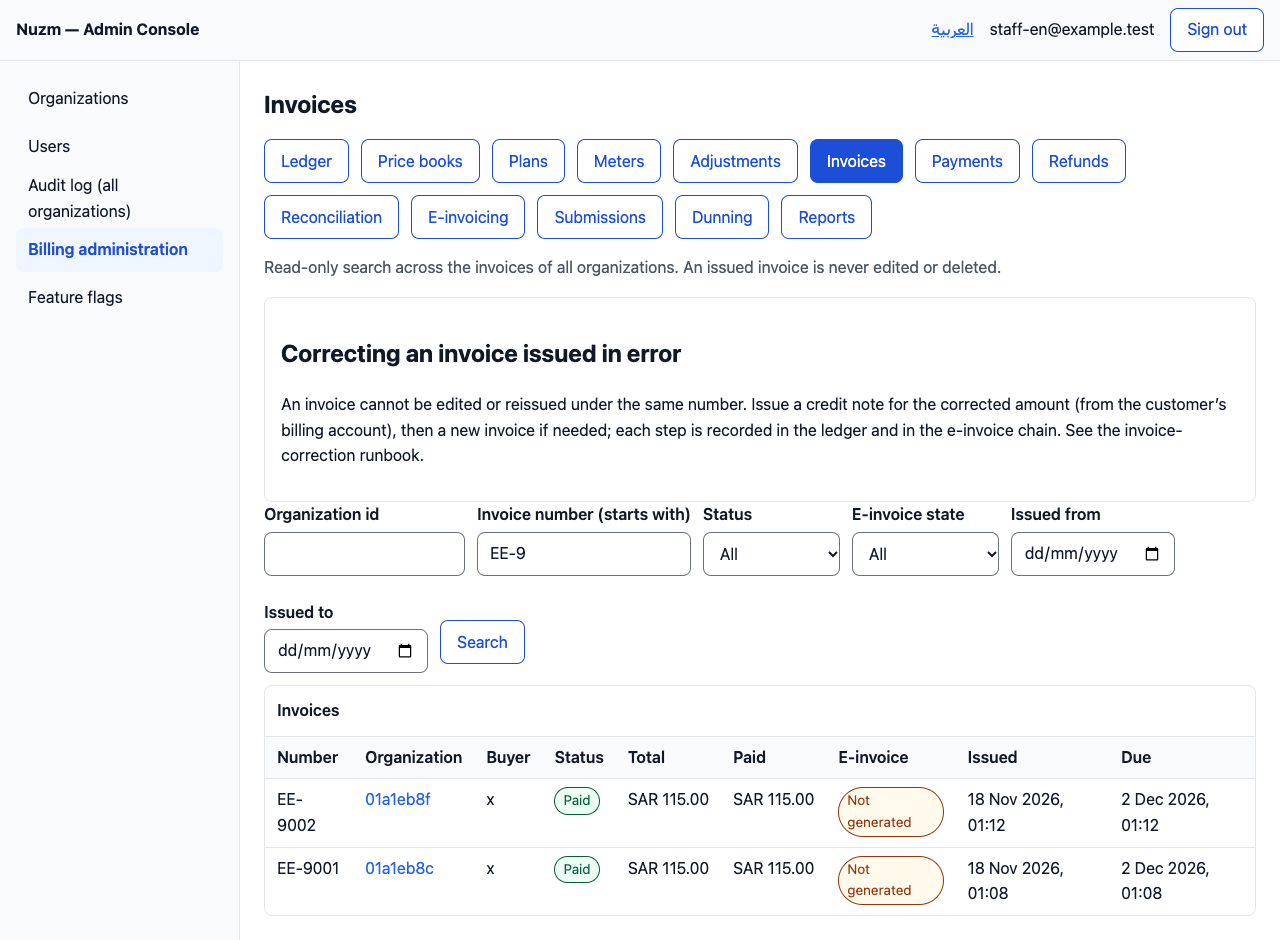 Nuzm — Admin Console
العربية
staff-en@example.test
Sign out
Organizations
Users
Audit log (all
organizations)
Billing administration
Feature flags
Invoices
Ledger
Price books
Plans
Meters
Adjustments
Invoices
Payments
Refunds
Reconciliation
E-invoicing
Submissions
Dunning
Reports
Read-only search across the invoices of all organizations. An issued invoice is never edited or deleted.
Correcting an invoice issued in error
An invoice cannot be edited or reissued under the same number. Issue a credit note for the corrected amount (from the customer’s
billing account), then a new invoice if needed; each step is recorded in the ledger and in the e-invoice chain. See the invoice-
correction runbook.
Organization id
Invoice number (starts with)
Status
E-invoice state
Issued from
EE-9
All
All
dd/mm/yyyy
Issued to
dd/mm/yyyy
Search
Invoices
Number Organization Buyer Status Total Paid E-invoice Issued Due
EE-9002 01a1eb8f x Paid SAR 115.00 SAR 115.00 Not generated 18 Nov 2026, 01:12 2 Dec 2026, 01:12
EE-9001 01a1eb8c x Paid SAR 115.00 SAR 115.00 Not generated 18 Nov 2026, 01:08 2 Dec 2026, 01:08